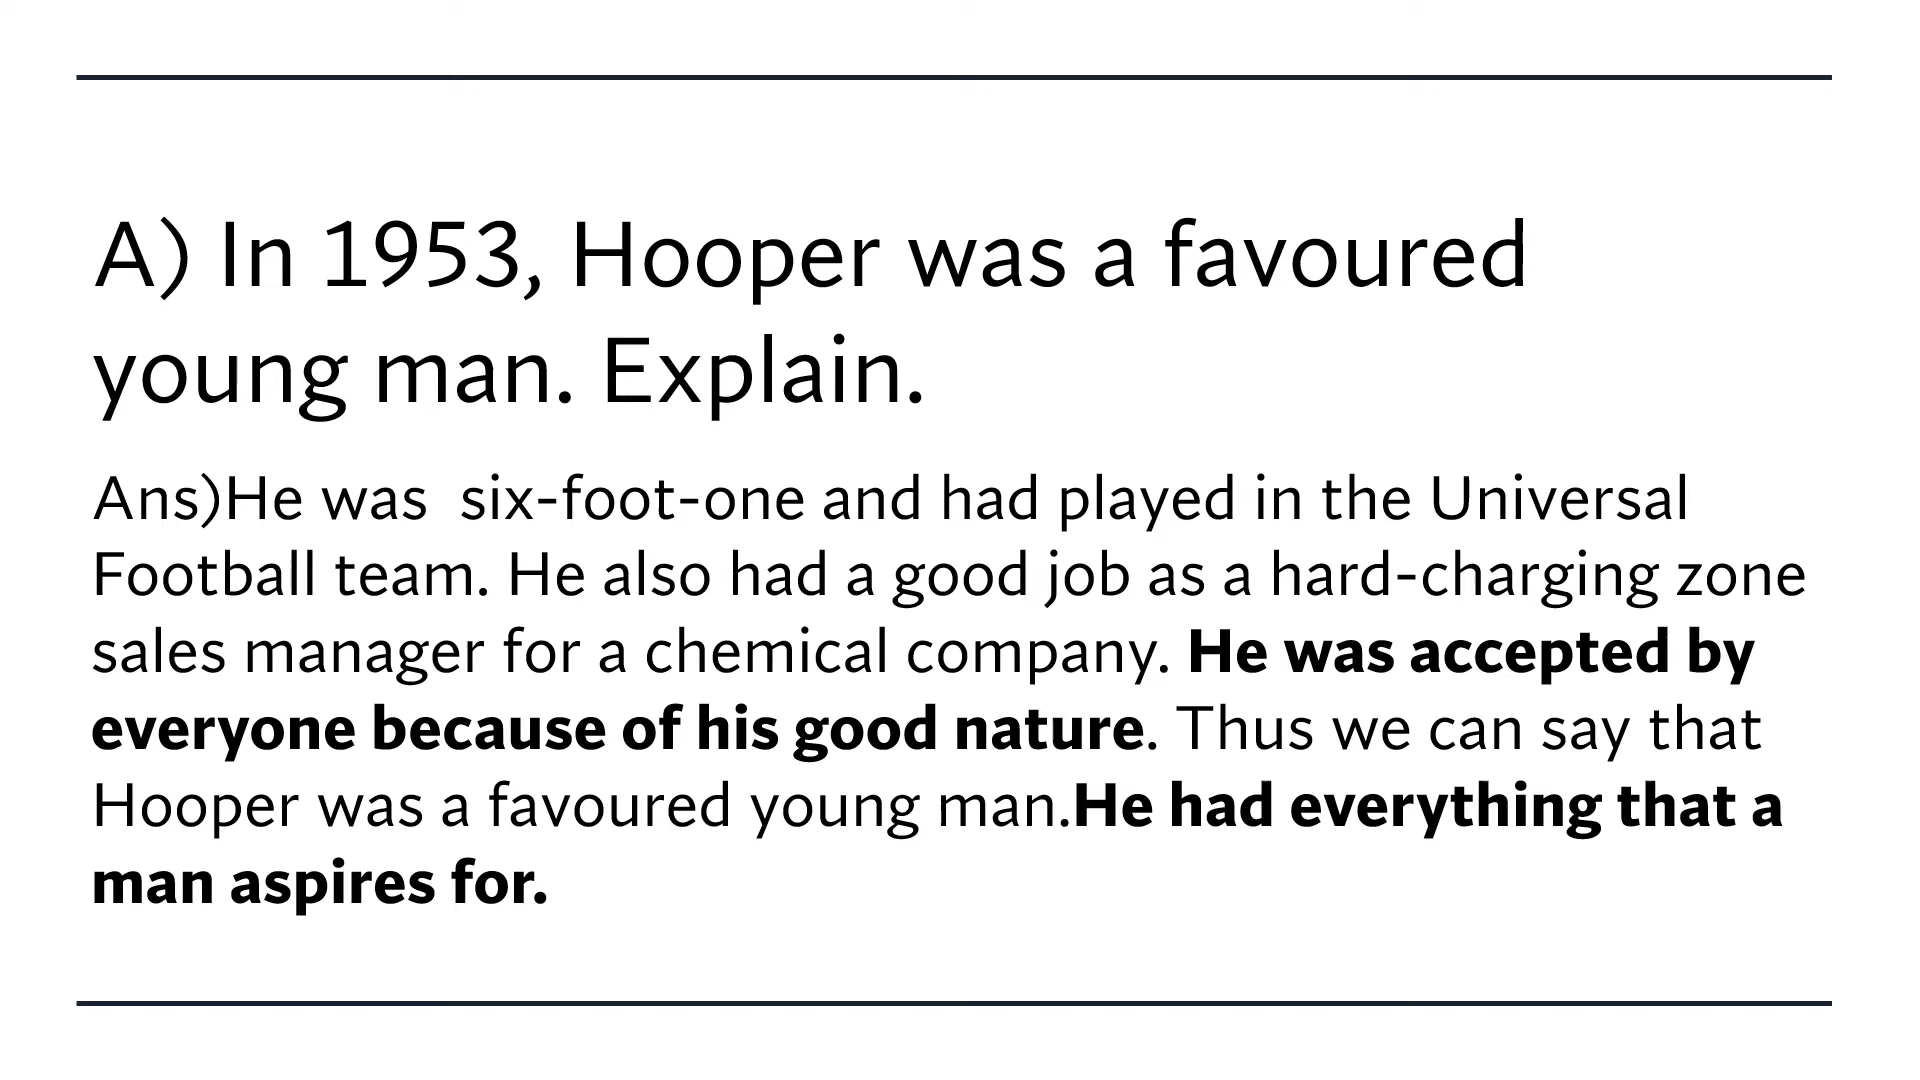 A) In 1953, Hooper was a favoured
young man. Explain.
Ans)He was  six-foot-one and had played in the Universal
Football team. He also had a good job as a hard-charging zone
sales manager for a chemical company. He was accepted by
everyone because of his good nature. Thus we can say that
Hooper was a favoured young man.He had everything that a
man aspires for.